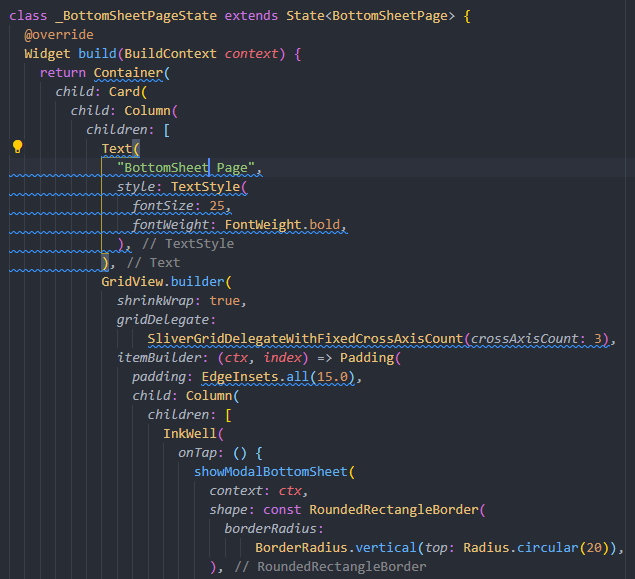 class _BottomSheetPageState extends State<BottomSheetPage> {
@override
Widget build(BuildContext context) {
return Container(
child: Card(
child: Column(
children: [
Text(
"BottomSheet Page",
style: TextStyle(
fontSize: 25,
fontWeight: FontWeight.bold,
), // TextStyle
), // Text
GridView.builder(
shrinkWrap: true,
gridDelegate:
SliverGridDelegateWithFixedCrossAxisCount(crossAxisCount: 3),
itemBuilder: (ctx, index) => Padding(
padding: EdgeInsets.all(15.0),
child: Column(
children: [
InkWell(
onTap: () {
showModalBottomSheet(
context: ctx,
shape: const RoundedRectangleBorder(
borderRadius:
BorderRadius.vertical(top: Radius.circular(20)),
), // RoundedRectangleBorder